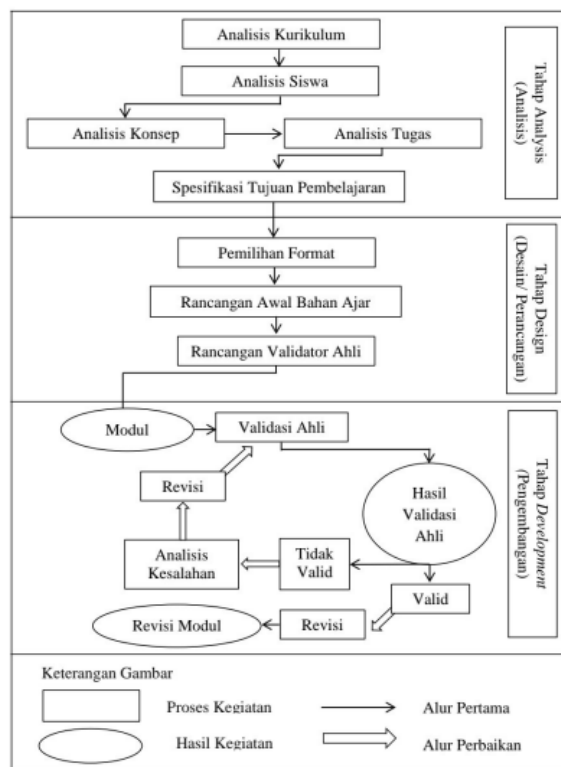 Analisis Kurikulum
Analisis Siswa
Analisis Konsep
Analisis Tugas
Spesifikasi Tujuan Pembelajaran
Tahap Analysis
(Analisis)
Pemilihan Format
Rancangan Awal Bahan Ajar
Rancangan Validator Ahli
Tahap Design
(Desain/ Perancangan)
Modul
Validasi Ahli
Revisi
Hasil
Validasi
Ahli
Analisis
Kesalahan
Tidak
Valid
Valid
Revisi Modul
Revisi
Tahap Development
(Pengembangan)
Keterangan Gambar
Proses Kegiatan
Alur Pertama
Hasil Kegiatan
Alur Perbaikan